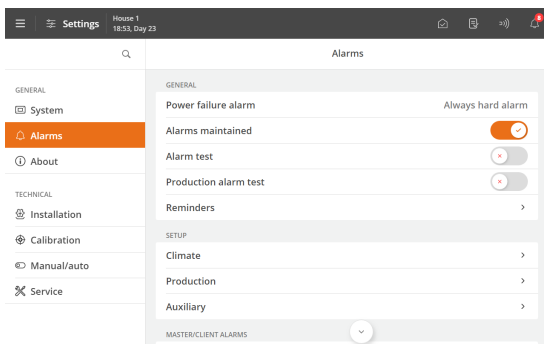 Settings
House 1
18:53, Day 23
8
Alarms
GENERAL
System
Alarms
About
TECHNICAL
Installation
Calibration
Manual/auto
Service
GENERAL
Power failure alarm Always hard alarm
Alarms maintained
Alarm test
Production alarm test
Reminders
SETUP
Climate
Production
Auxiliary
MASTER/CLIENT ALARMS